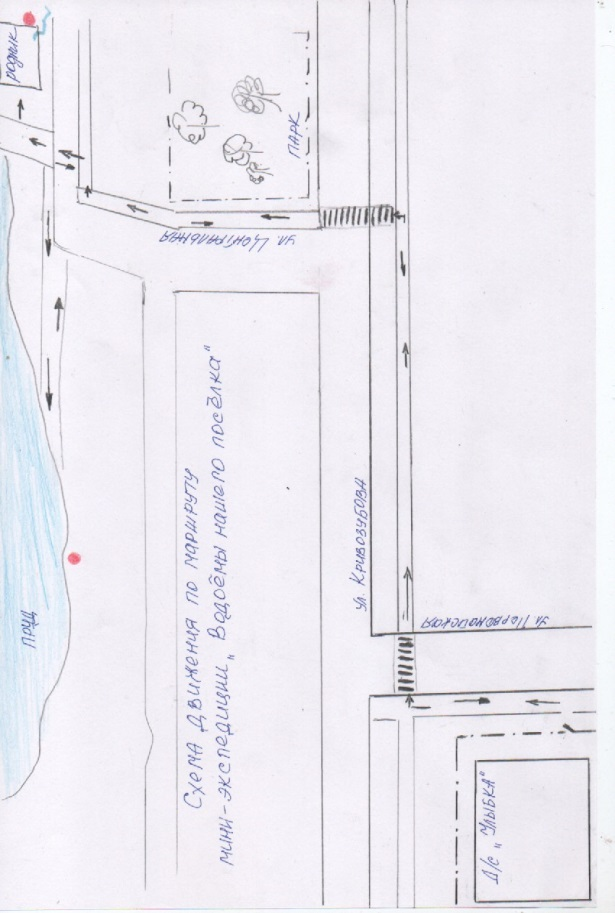 родник
ПАРК
ул. Центральная
Схема движения по маршруту
мини-экспедиции „Водоёмы нашего посёлка"
ул. Кривозубова
ул. Первомайская
ПРУД
Д/с „Улыбка"